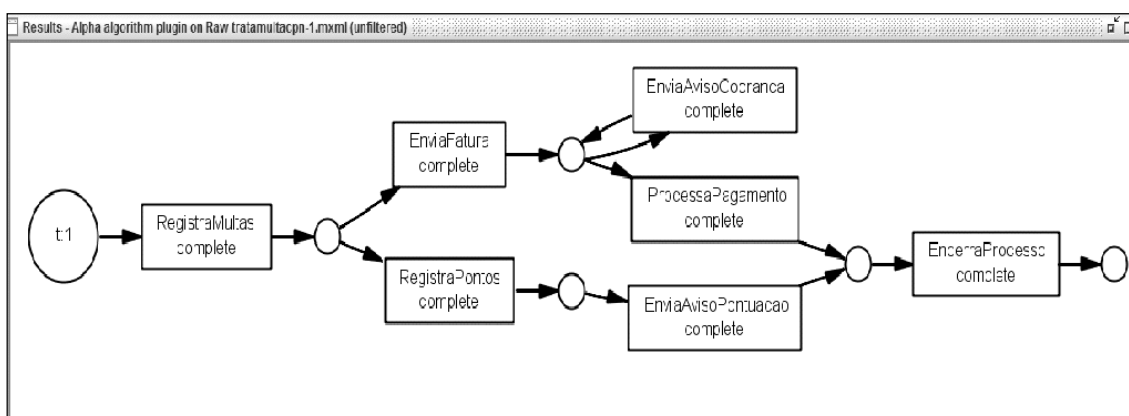 Results - Alpha algorithm plugin on Raw tratamultacpn-1.mxml (unfiltered)
EnviaAvisoCobranca
complete
EnviaFatura
complete
ProcessaPagamento
complete
t:1
RegistraMultas
complete
EncerraProcesso
complete
RegistraPontos
complete
EnviaAvisoPontuacao
complete